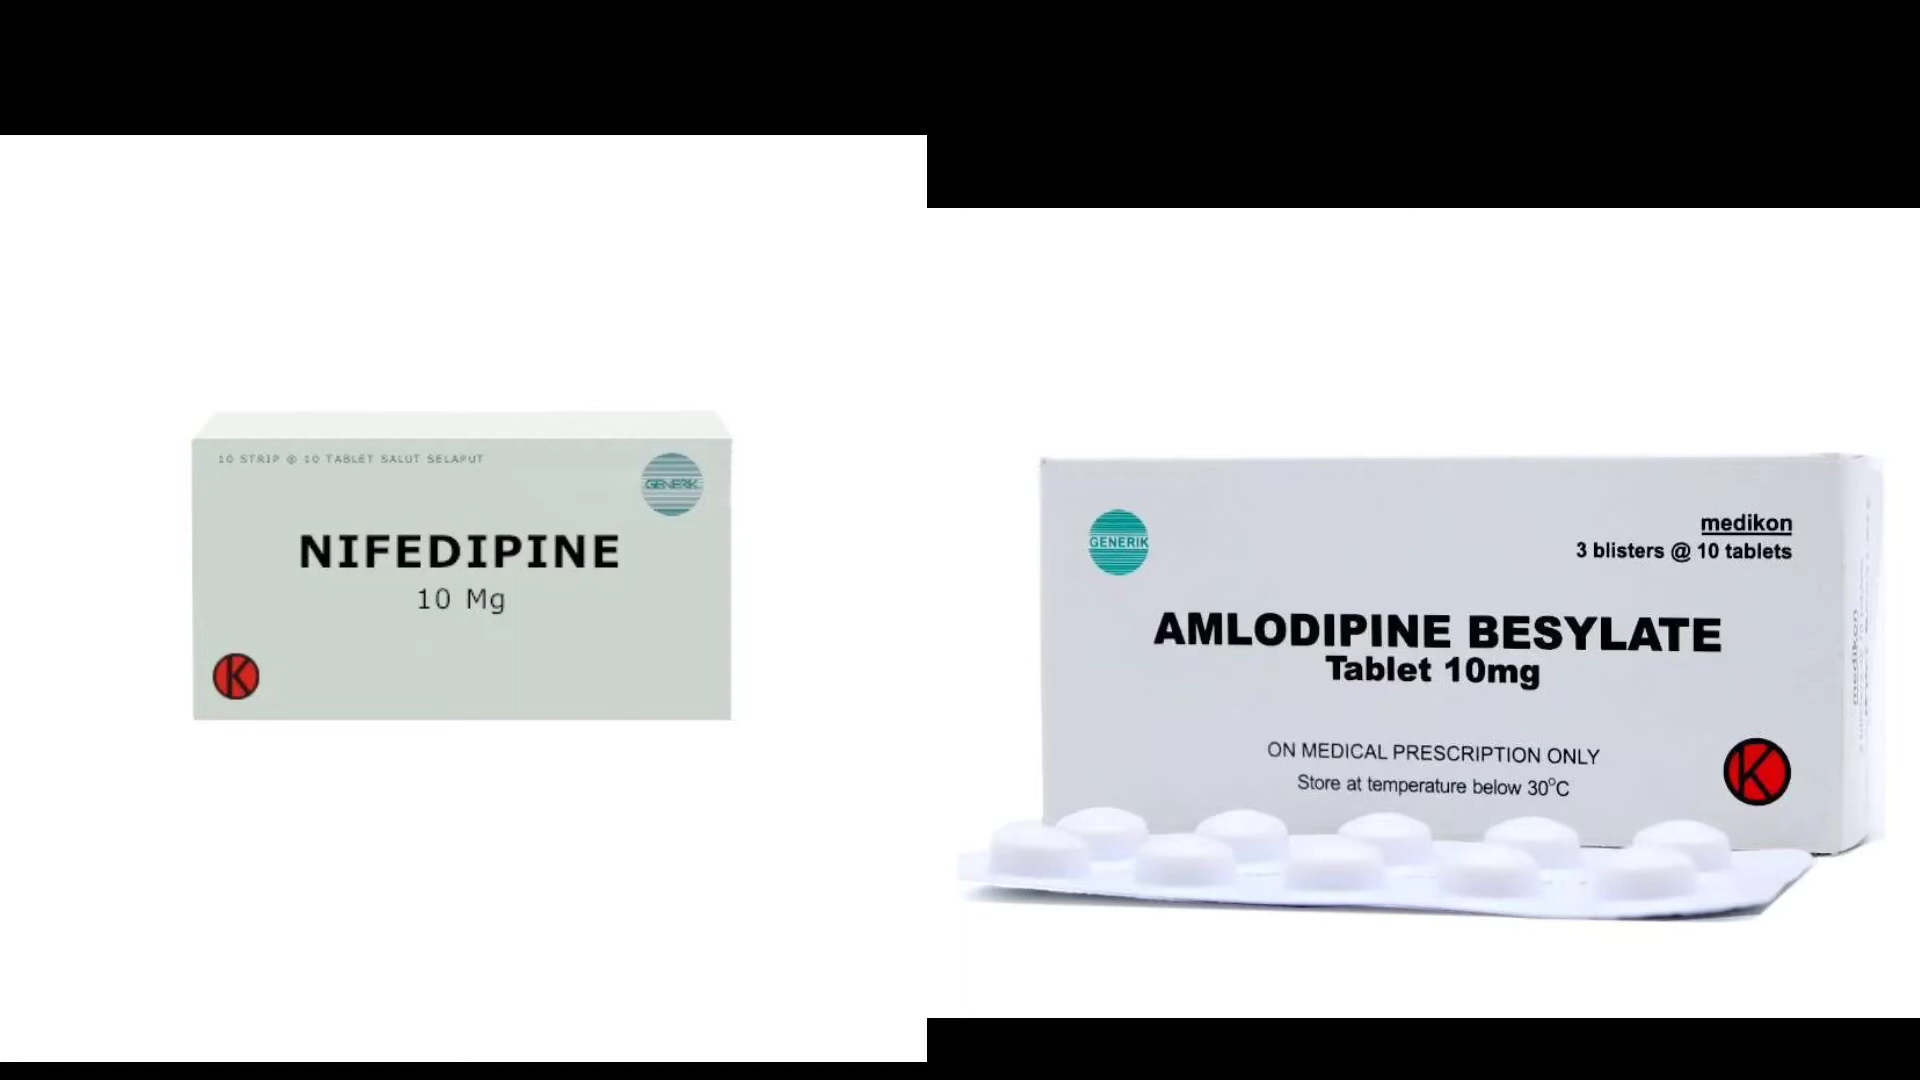 10 STRIP @ 10 TABLET SALUT SELAPUT
GENERIK
NIFEDIPINE
10 Mg
K
GENERIK
medikon
3 blisters @ 10 tablets
AMLODIPINE BESYLATE
Tablet 10mg
ON MEDICAL PRESCRIPTION ONLY
Store at temperature below 30°C
K
medikon